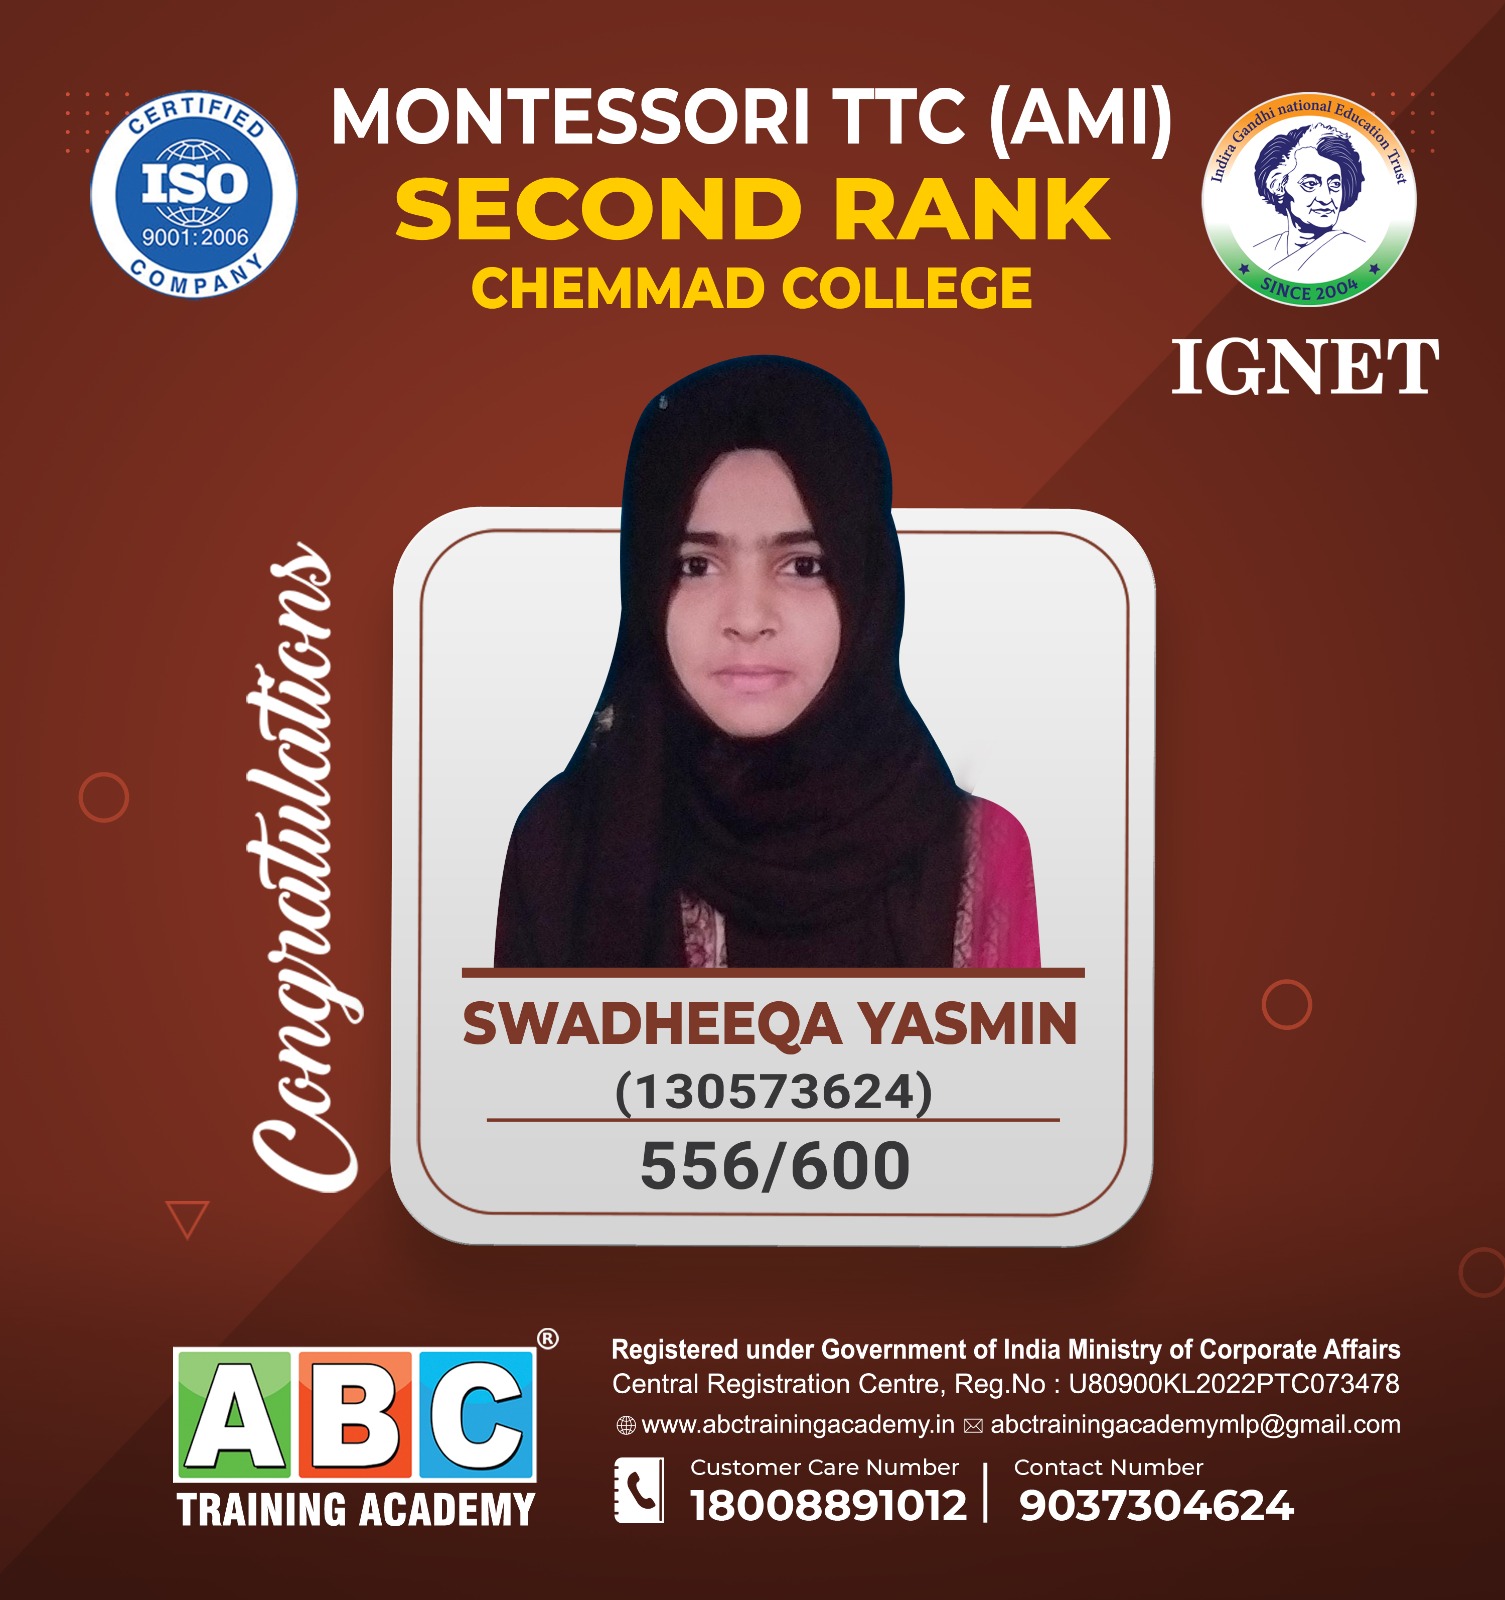 CERTIFIED
ISO
9001:2006
COMPANY
MONTESSORI TTC (AMI)
SECOND RANK
CHEMMAD COLLEGE
Indira Gandhi national Education Trust
SINCE 2004
IGNET
Congratulations
SWADHEEQA YASMIN
(130573624)
556/600
ABC®
TRAINING ACADEMY
Registered under Government of India Ministry of Corporate Affairs
Central Registration Centre, Reg.No : U80900KL2022PTC073478
www.abctrainingacademy.in abctrainingacademymlp@gmail.com
Customer Care Number
18008891012
Contact Number
9037304624